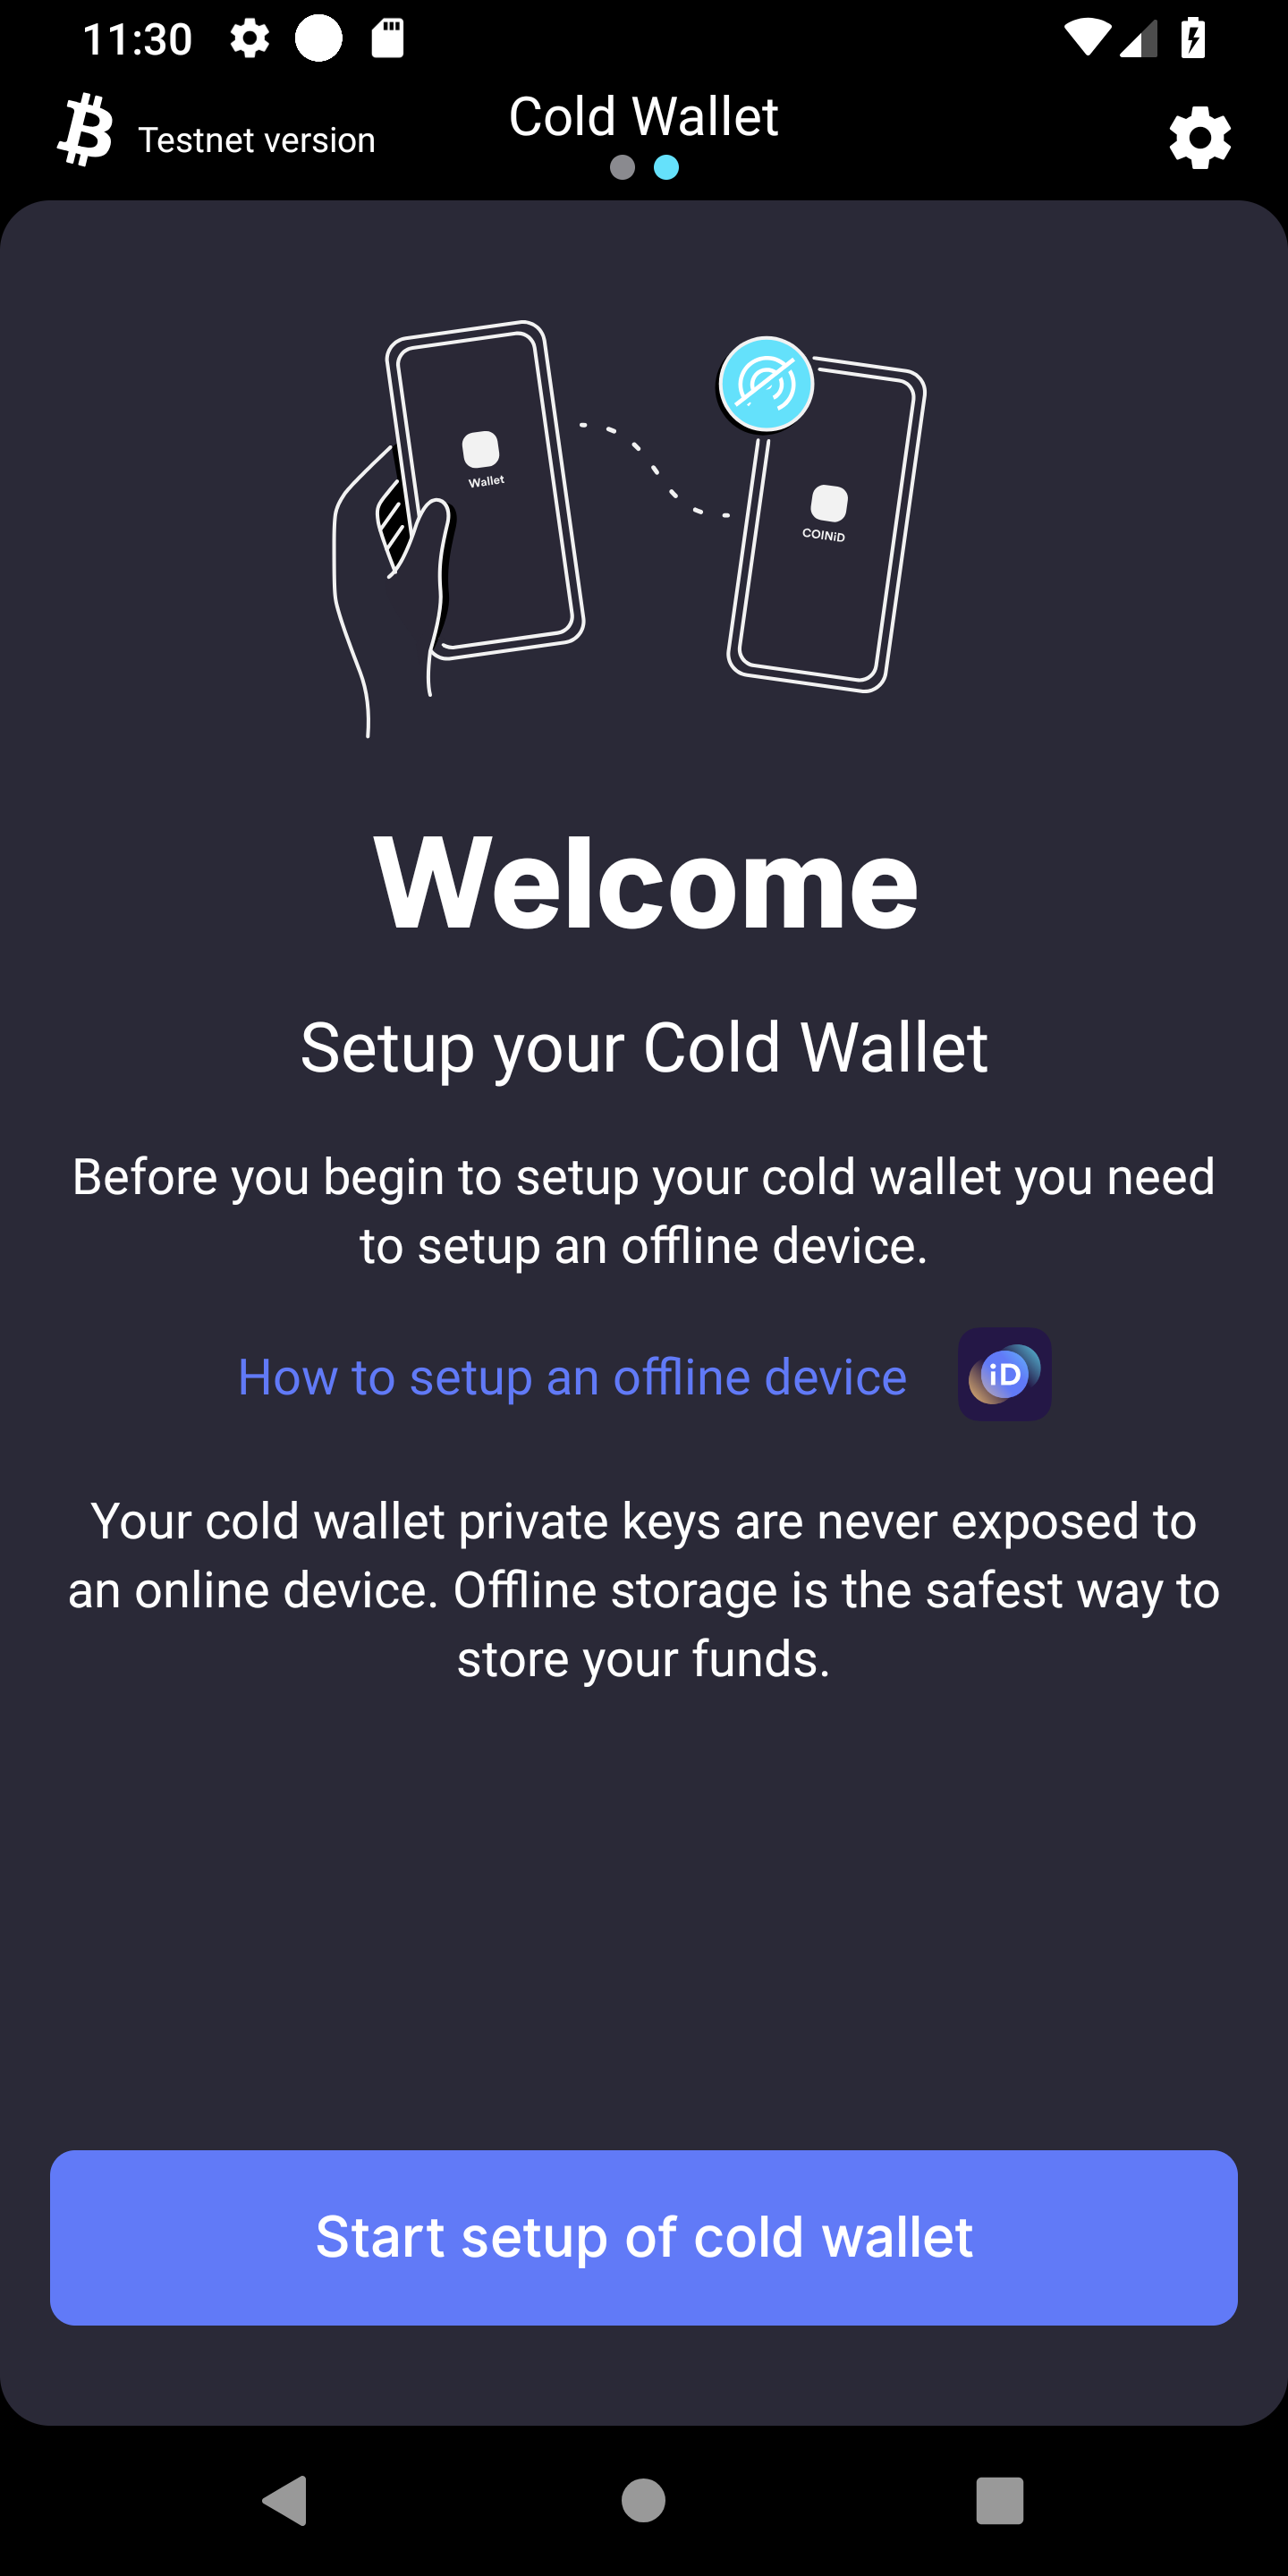 11:30
Testnet version
Cold Wallet
Wallet
COINiD
Welcome
Setup your Cold Wallet
Before you begin to setup your cold wallet you need
to setup an offline device.
How to setup an offline device
iD
Your cold wallet private keys are never exposed to
an online device. Offline storage is the safest way to
store your funds.
Start setup of cold wallet